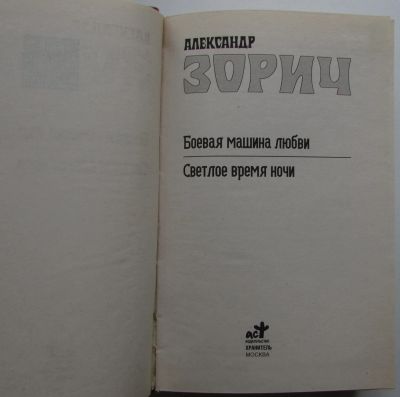 АЛЕКСАНДР
ЗОРИЧ
Боевая машина любви
Светлое время ночи
аст
ИЗДАТЕЛЬСТВО
ХРАНИТЕЛЬ
МОСКВА